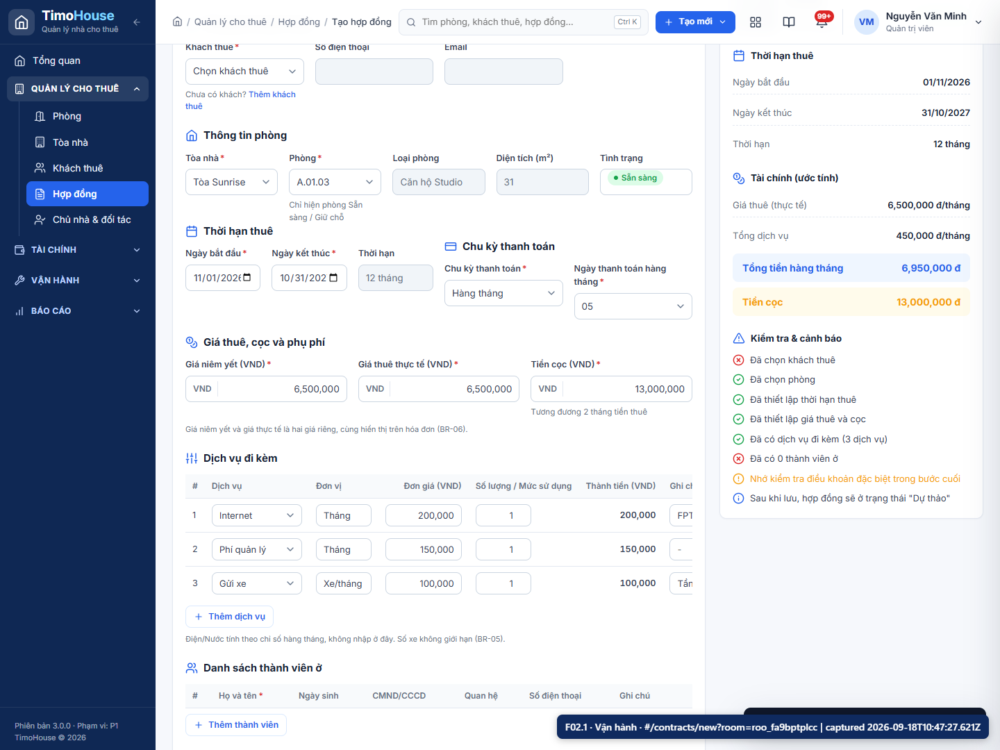 TimoHouse
Quản lý nhà cho thuê
Tổng quan
QUẢN LÝ CHO THUÊ
Phòng
Tòa nhà
Khách thuê
Hợp đồng
Chủ nhà & đối tác
TÀI CHÍNH
VẬN HÀNH
BÁO CÁO
Phiên bản 3.0.0 · Phạm vi: P1
TimoHouse © 2026
/ Quản lý cho thuê / Hợp đồng / Tạo hợp đồng
Tìm phòng, khách thuê, hợp đồng... Ctrl K
Tạo mới
99+
VM
Nguyễn Văn Minh
Quản trị viên
Khách thuê * Số điện thoại Email
Chọn khách thuê
Chưa có khách? Thêm khách
thuê
Thông tin phòng
Tòa nhà * Phòng * Loại phòng Diện tích (m²) Tình trạng
Tòa Sunrise A.01.03 Căn hộ Studio 31 Sẵn sàng
Chỉ hiện phòng Sẵn
sàng / Giữ chỗ
Thời hạn thuê
Ngày bắt đầu * Ngày kết thúc * Thời hạn
11/01/2026 10/31/202 12 tháng
Chu kỳ thanh toán
Chu kỳ thanh toán * Ngày thanh toán hàng
tháng *
Hàng tháng 05
Giá thuê, cọc và phụ phí
Giá niêm yết (VND) * Giá thuê thực tế (VND) * Tiền cọc (VND) *
VND 6,500,000 VND 6,500,000 VND 13,000,000
Tương đương 2 tháng tiền thuê
Giá niêm yết và giá thực tế là hai giá riêng, cùng hiển thị trên hóa đơn (BR-06).
Dịch vụ đi kèm
# Dịch vụ Đơn vị Đơn giá (VND) Số lượng / Mức sử dụng Thành tiền (VND) Ghi ch
1 Internet Tháng 200,000 1 200,000 FPT
2 Phí quản lý Tháng 150,000 1 150,000 -
3 Gửi xe Xe/tháng 100,000 1 100,000 Tần
Thêm dịch vụ
Điện/Nước tính theo chỉ số hàng tháng, không nhập ở đây. Số xe không giới hạn (BR-05).
Danh sách thành viên ở
# Họ và tên * Ngày sinh CMND/CCCD Quan hệ Số điện thoại Ghi chú
Thêm thành viên
Thời hạn thuê
Ngày bắt đầu 01/11/2026
Ngày kết thúc 31/10/2027
Thời hạn 12 tháng
Tài chính (ước tính)
Giá thuê (thực tế) 6,500,000 đ/tháng
Tổng dịch vụ 450,000 đ/tháng
Tổng tiền hàng tháng 6,950,000 đ
Tiền cọc 13,000,000 đ
Kiểm tra & cảnh báo
Đã chọn khách thuê
Đã chọn phòng
Đã thiết lập thời hạn thuê
Đã thiết lập giá thuê và cọc
Đã có dịch vụ đi kèm (3 dịch vụ)
Đã có 0 thành viên ở
Nhớ kiểm tra điều khoản đặc biệt trong bước cuối
Sau khi lưu, hợp đồng sẽ ở trạng thái "Dự thảo"
F02.1 · Vận hành · #/contracts/new?room=roo_fa9bptplcc | captured 2026-09-18T10:47:27.621Z